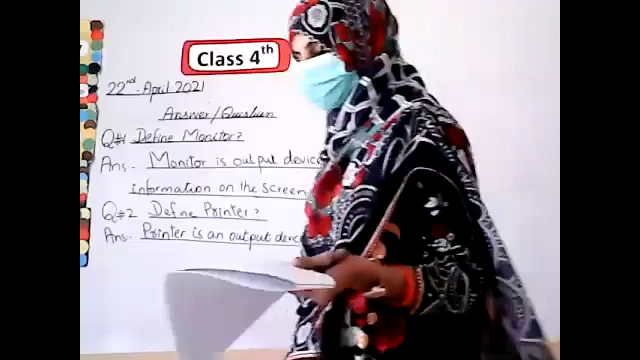 Class 4th
22nd April 2021
Answer/Question
Q#1 Define Monitor?
Ans. Monitor is output device
information on the screen
Q#2 Define Printer?
Ans. Printer is an output devic